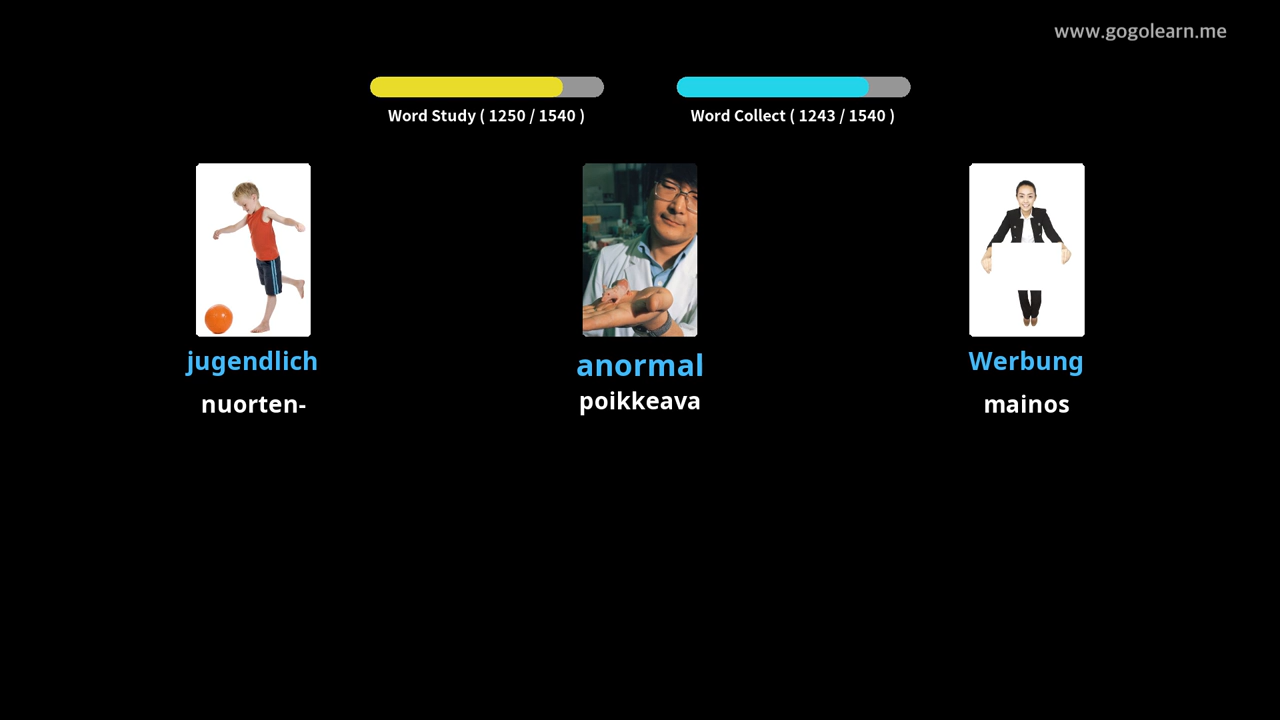 www.gogolearn.me
Word Study ( 1250 / 1540 )
Word Collect ( 1243 / 1540 )
jugendlich
anormal
Werbung
nuorten-
poikkeava
mainos